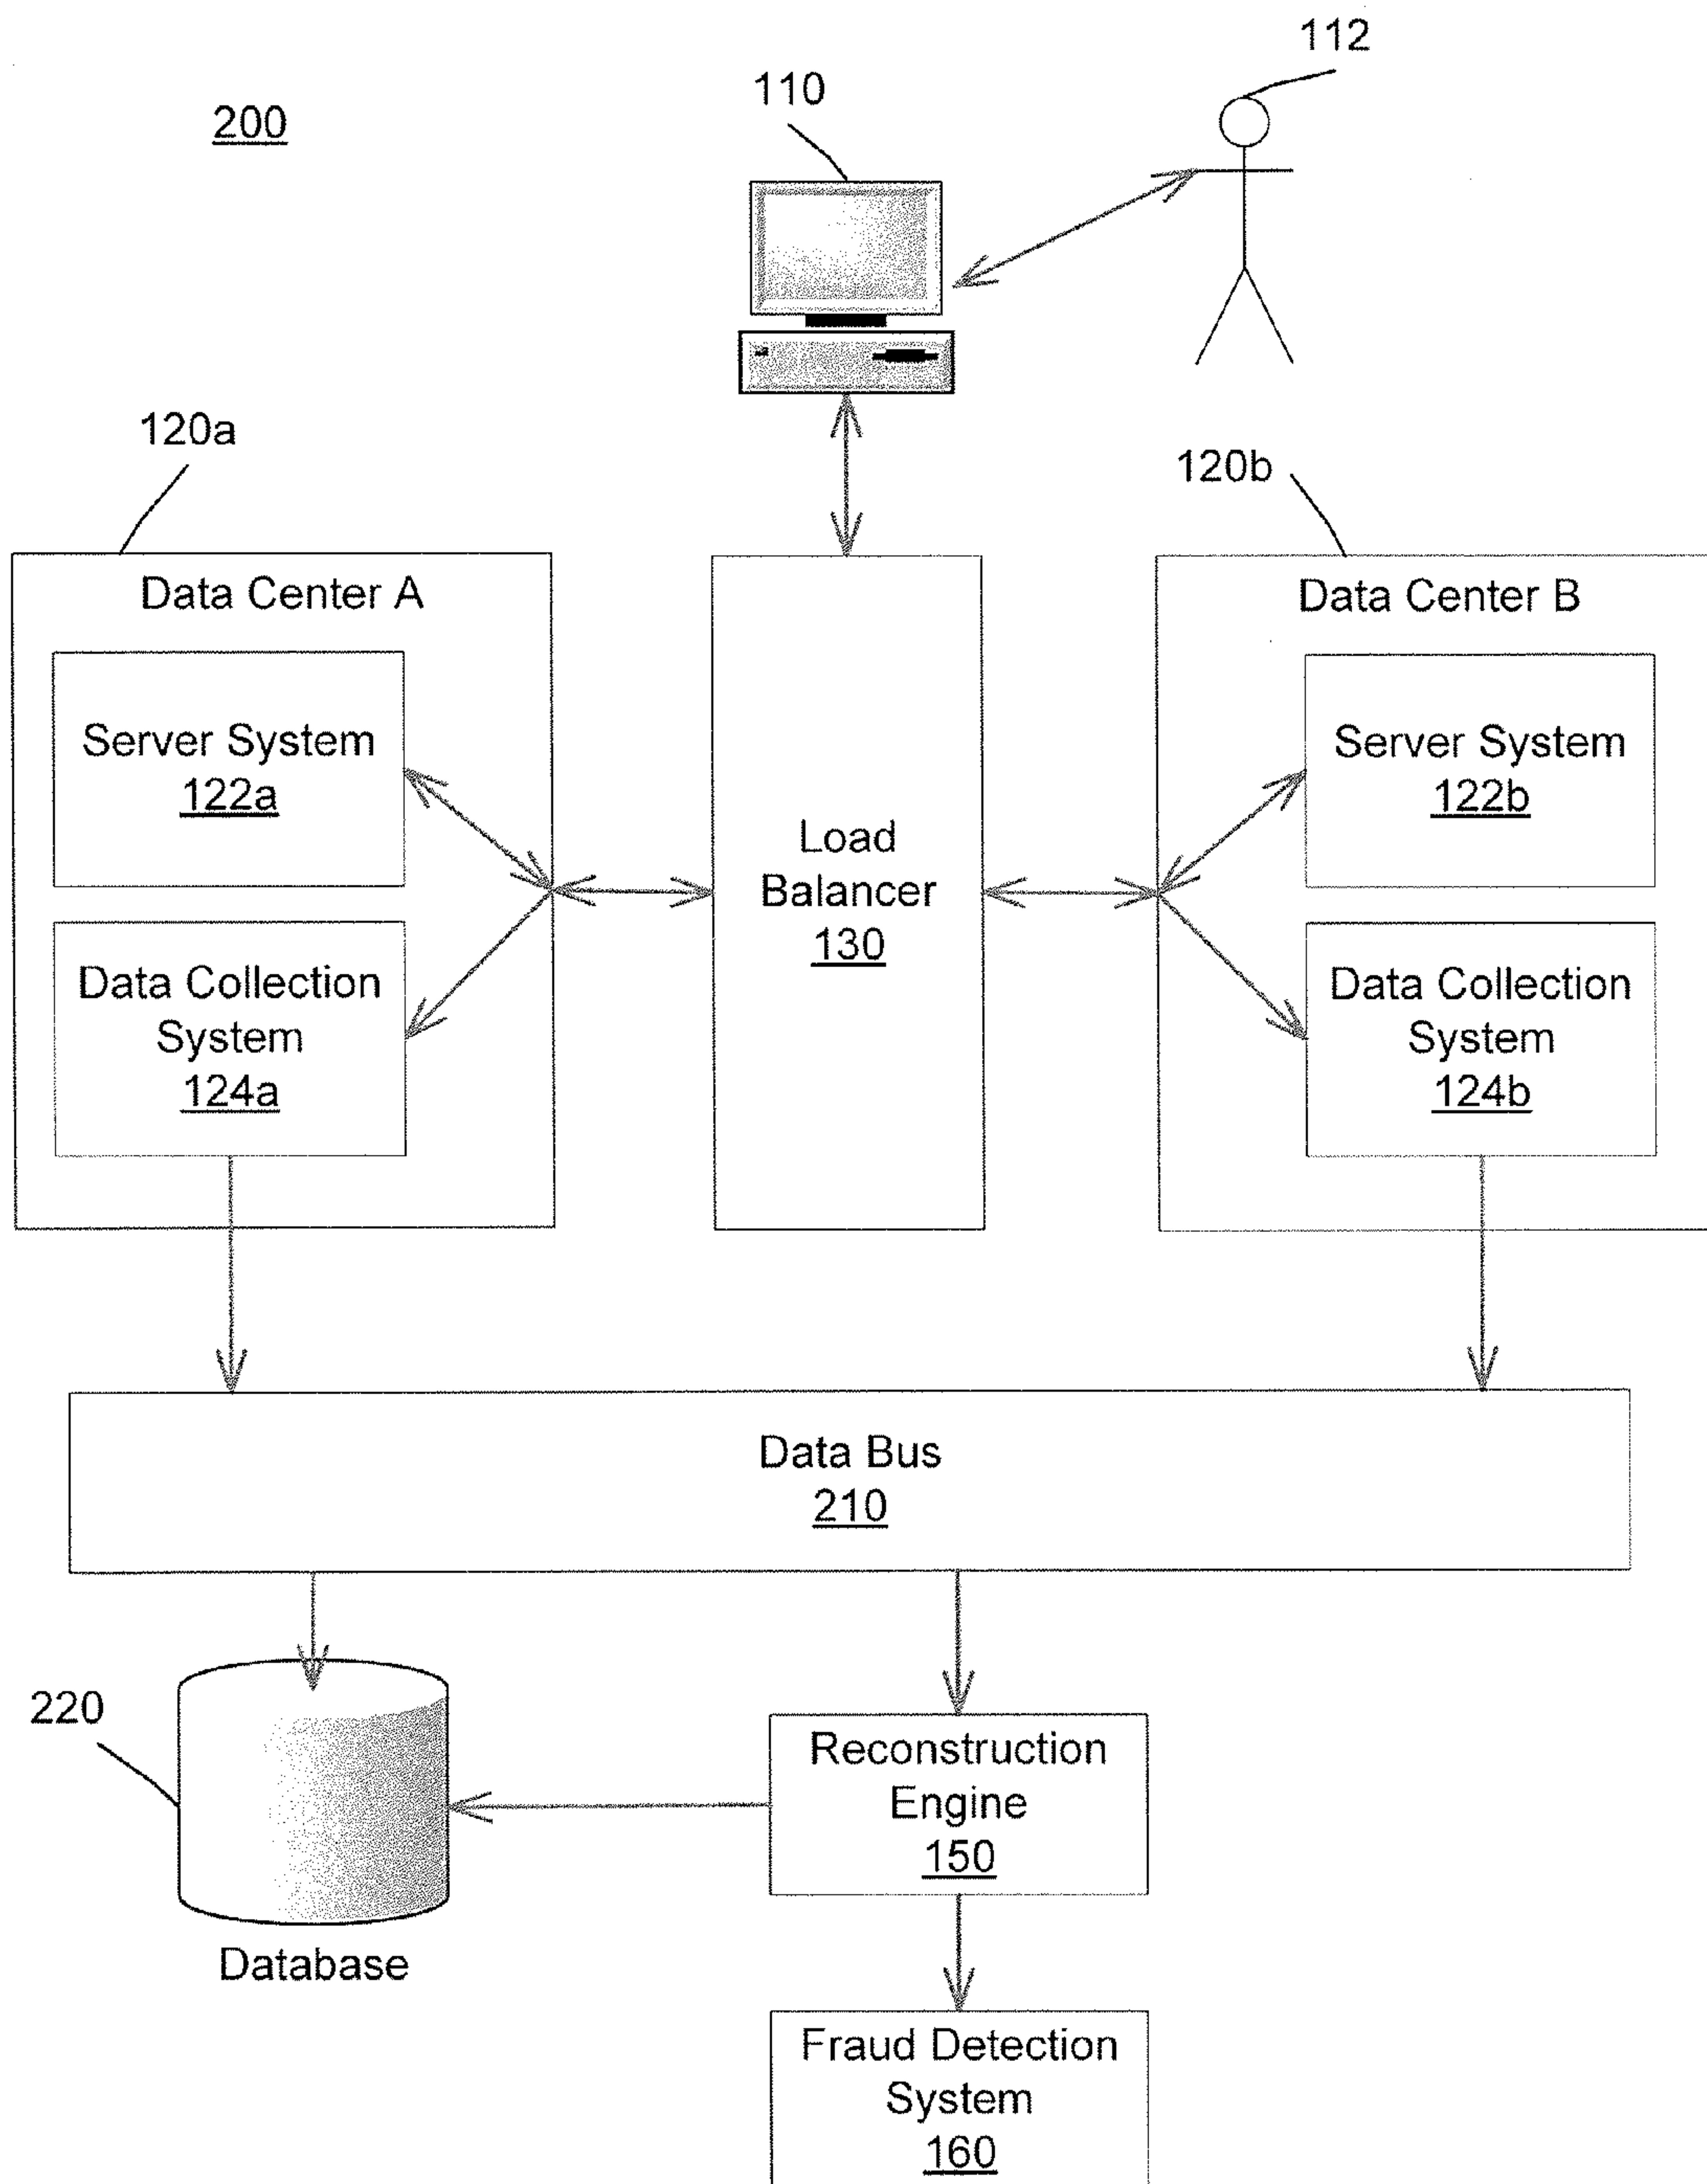 112
110
200
120a
120b
Data Center A
Data Center B
Server System
122a
Server System
122b
Load
Balancer
130
Data Collection
System
124a
Data Collection
System
124b
Data Bus
210
220
Reconstruction
Engine
150
Database
Fraud Detection
System
160